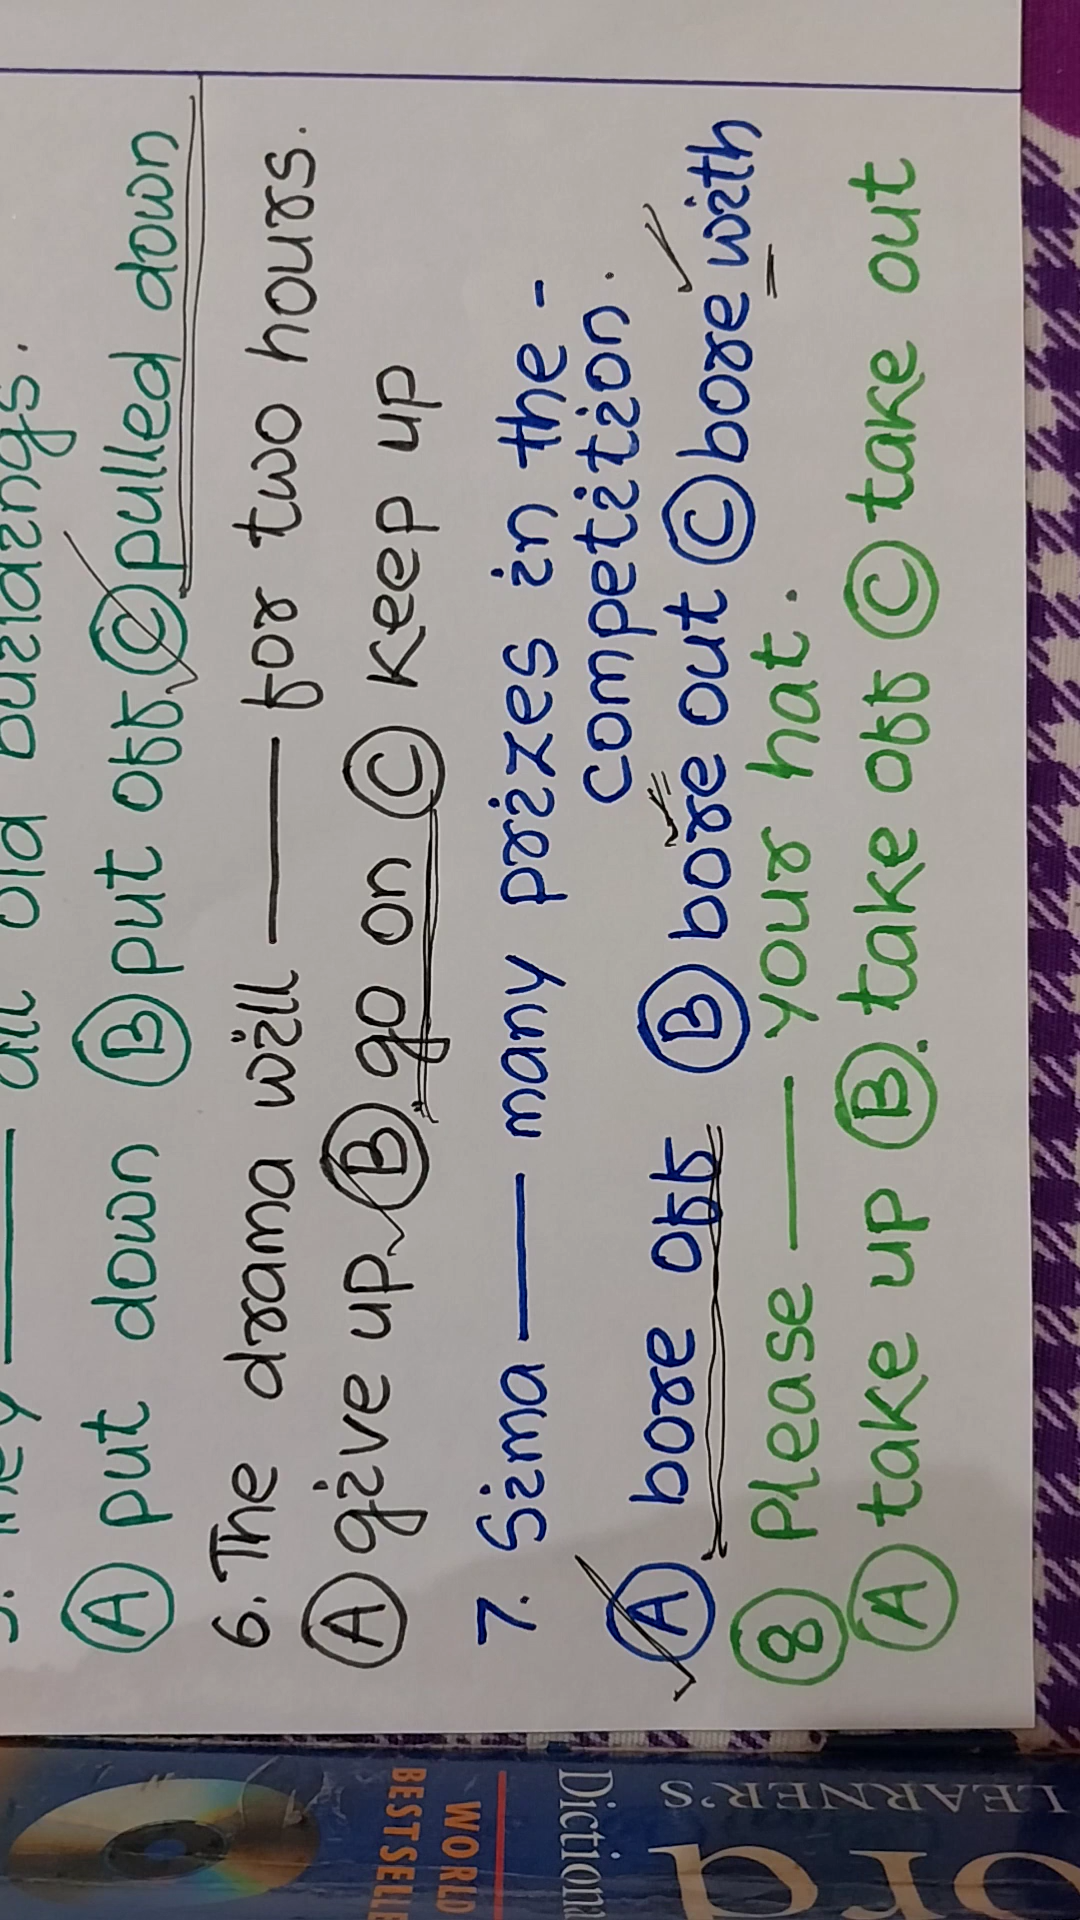 all old buildings.
A put down B put off C pulled down
6. The drama will — for two hours.
A give up B go on C keep up
7. Sima — many prizes in the -
competition.
A bore off B bore out C bore with
8 Please — your hat.
A take up B. take off C take out
WORLD
BESTSELLE
Dictiona
LEARNER'S